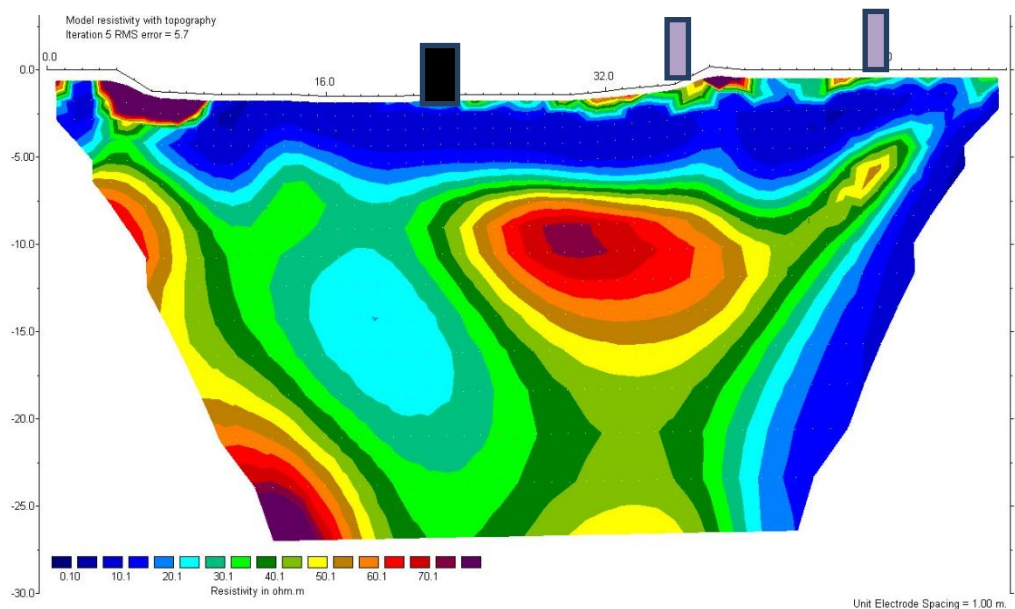 Model resistivity with topography
Iteration 5 RMS error = 5.7
0.0
0.0
16.0
32.0
-5.00
-10.0
-15.0
-20.0
-25.0
0.10 10.1 20.1 30.1 40.1 50.1 60.1 70.1
Resistivity in ohm.m
-30.0
Unit Electrode Spacing = 1.00 m.